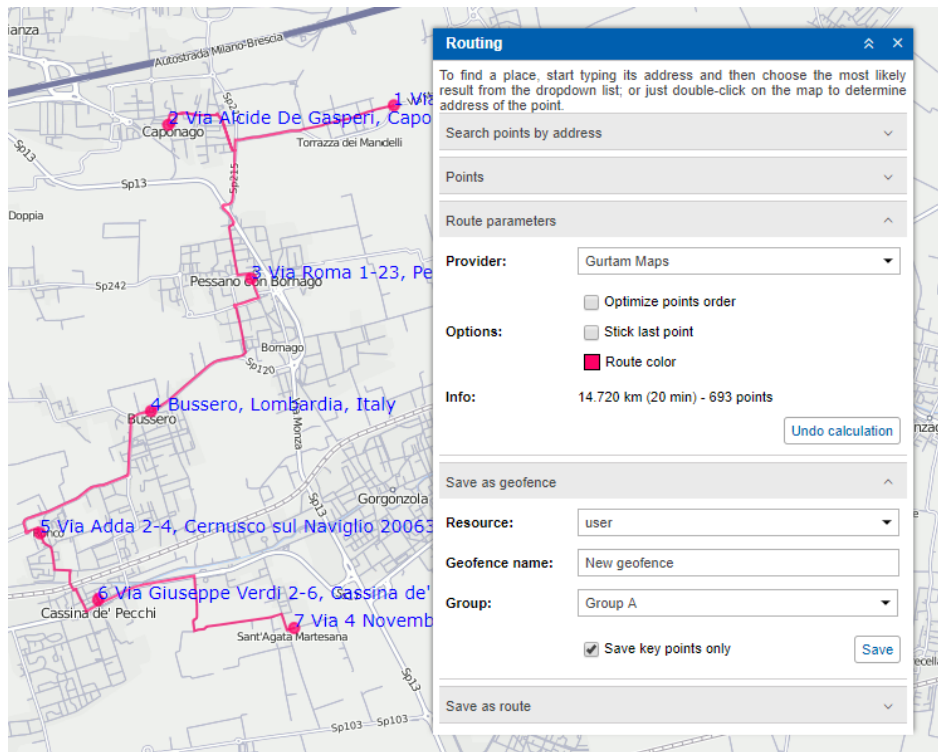 ianza
Autostrada Milano-Brescia
1 Via
Sp2
2 Via Alcide De Gasperi, Capo
Caponago
Torrazza dei Mandelli
Sp13
Sp13
Sp215
Doppia
3 Via Roma 1-23, Pe
Pessano con Bornago
Sp242
Bornago
Sp120
4 Bussero, Lombardia, Italy
Bussero
Monza
Sp13
Gorgonzola
5 Via Adda 2-4, Cernusco sul Naviglio 20063
6 Via Giuseppe Verdi 2-6, Cassina de'
Cassina de' Pecchi
7 Via 4 Novemb
Sant'Agata Martesana
Sp13
Sp103
Sp103
Routing
To find a place, start typing its address and then choose the most likely
result from the dropdown list; or just double-click on the map to determine
address of the point.
Search points by address
Points
Route parameters
Provider:
Gurtam Maps
Optimize points order
Options:
Stick last point
Route color
Info:
14.720 km (20 min) - 693 points
Undo calculation
Save as geofence
Resource:
user
Geofence name:
New geofence
Group:
Group A
Save key points only
Save
Save as route